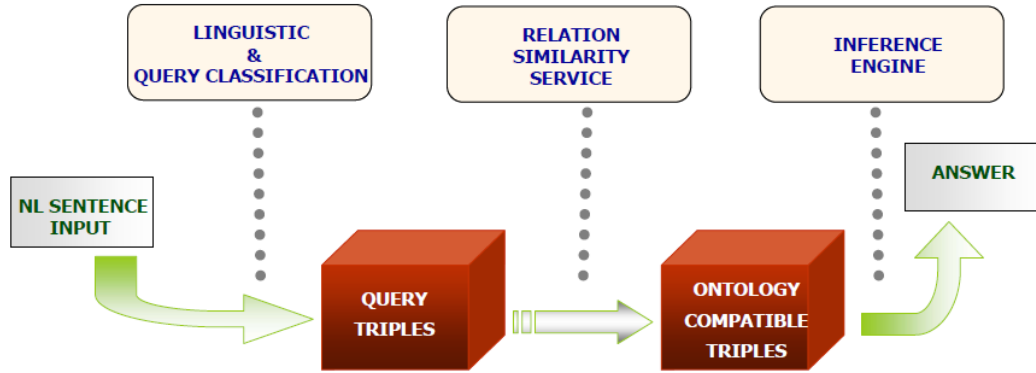 LINGUISTIC
&
QUERY CLASSIFICATION
RELATION
SIMILARITY
SERVICE
INFERENCE
ENGINE
NL SENTENCE
INPUT
QUERY
TRIPLES
ONTOLOGY
COMPATIBLE
TRIPLES
ANSWER